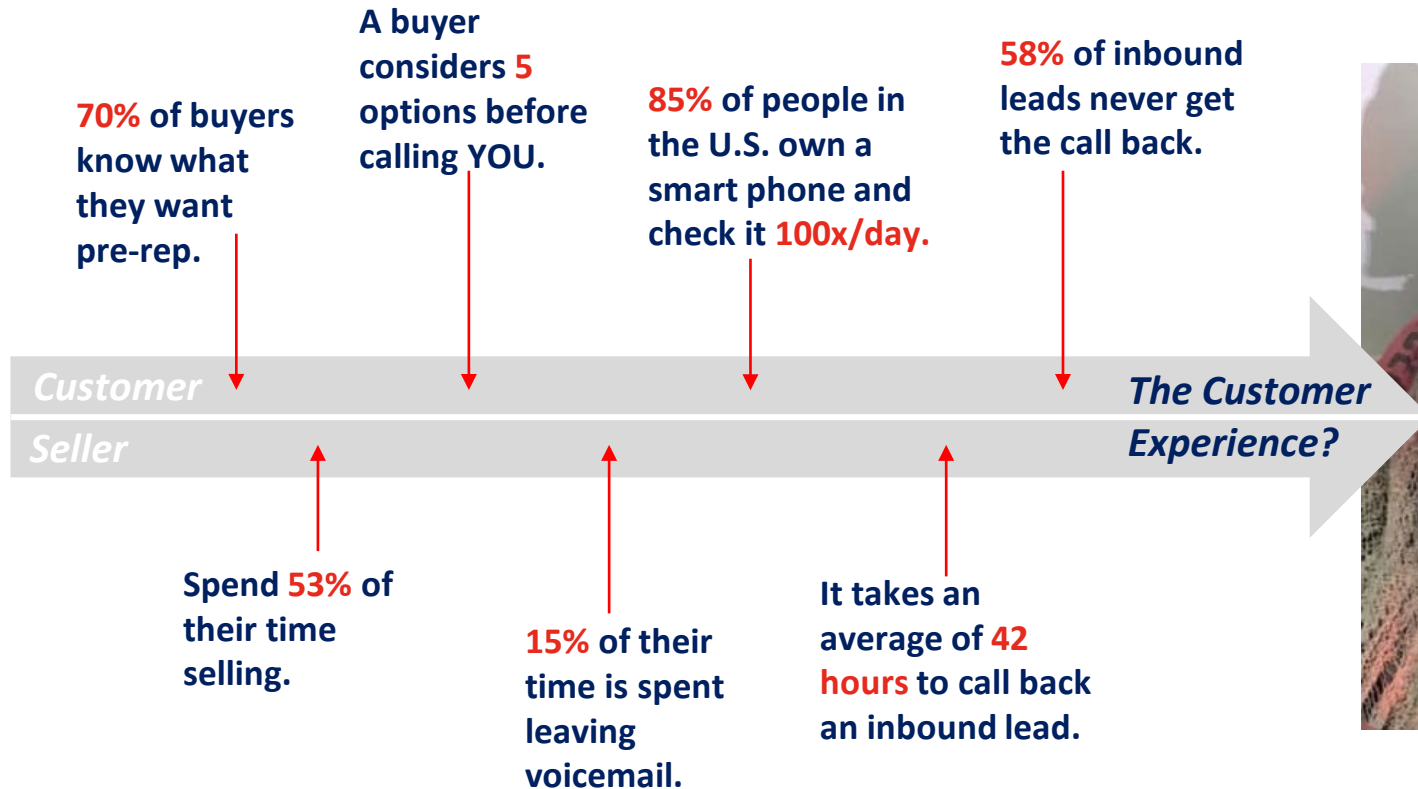 70% of buyers
know what
they want
pre-rep.
A buyer
considers 5
options before
calling YOU.
85% of people in
the U.S. own a
smart phone and
check it 100x/day.
58% of inbound
leads never get
the call back.
Customer
The Customer
Seller
Experience?
Spend 53% of
their time
selling.
15% of their
time is spent
leaving
voicemail.
It takes an
average of 42
hours to call back
an inbound lead.